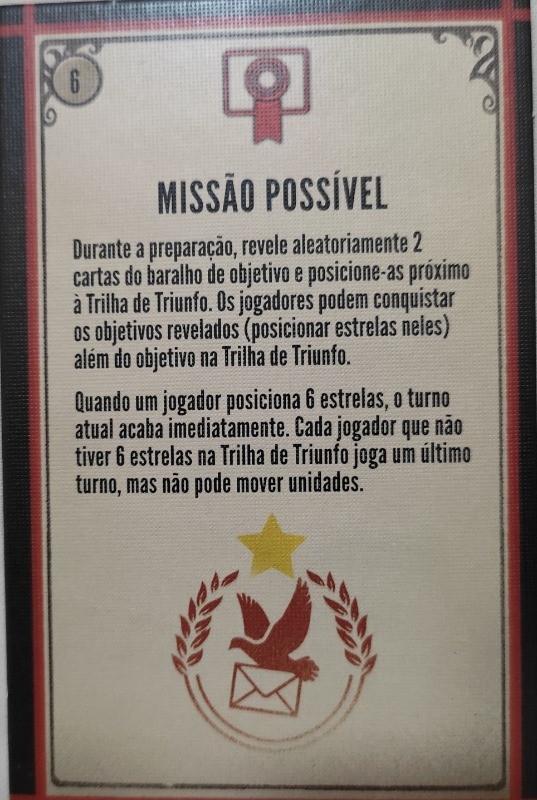 6
MISSÃO POSSÍVEL
Durante a preparação, revele aleatoriamente 2
cartas do baralho de objetivo e posicione-as próximo
à Trilha de Triunfo. Os jogadores podem conquistar
os objetivos revelados (posicionar estrelas neles)
além do objetivo na Trilha de Triunfo.
Quando um jogador posiciona 6 estrelas, o turno
atual acaba imediatamente. Cada jogador que não
tiver 6 estrelas na Trilha de Triunfo joga um último
turno, mas não pode mover unidades.